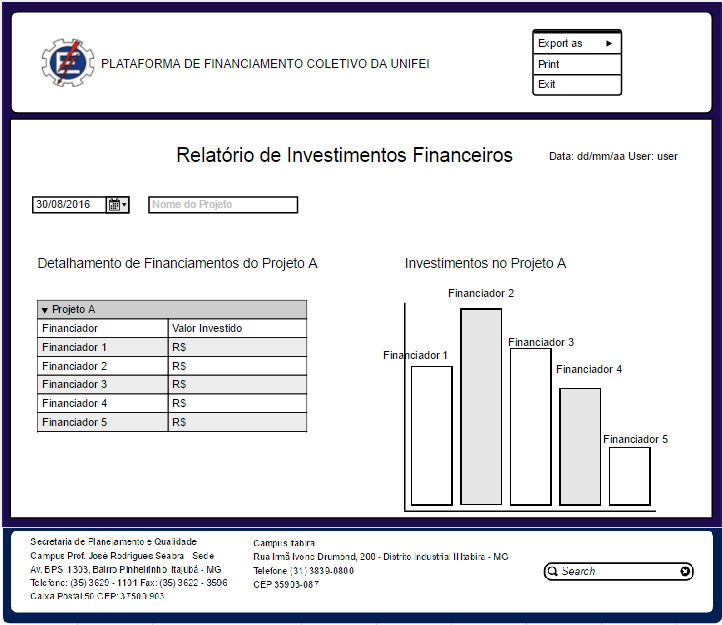 PLATAFORMA DE FINANCIAMENTO COLETIVO DA UNIFEI
Export as
Print
Exit
Relatório de Investimentos Financeiros
Data: dd/mm/aa User: user
30/08/2016
Nome do Projeto
Detalhamento de Financiamentos do Projeto A
Projeto A
Financiador Valor Investido
Financiador 1 R$
Financiador 2 R$
Financiador 3 R$
Financiador 4 R$
Financiador 5 R$
Investimentos no Projeto A
Financiador 2
Financiador 3
Financiador 1
Financiador 4
Financiador 5
Secretaria de Planejamento e Qualidade
Campus Prof. José Rodrigues Seabra - Sede
Av. BPS, 1303, Bairro Pinheirinho, Itajubá - MG
Telefone: (35) 3629 - 1101 Fax: (35) 3622 - 3596
Caixa Postal 50 CEP: 37500 903
Campus Itabira
Rua Irmã Ivone Drumond, 200 - Distrito Industrial II Itabira - MG
Telefone (31) 3839-0800
CEP 35903-087
Search